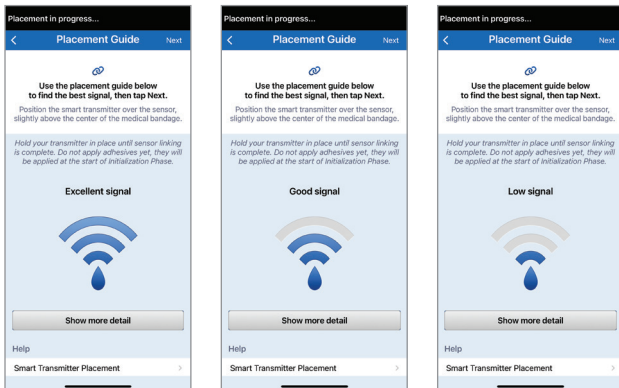 Placement in progress...
Placement Guide Next
Use the placement guide below
to find the best signal, then tap Next.
Position the smart transmitter over the sensor,
slightly above the center of the medical bandage.
Hold your transmitter in place until sensor linking
is complete. Do not apply adhesives yet, they will
be applied at the start of Initialization Phase.
Excellent signal
Show more detail
Help
Smart Transmitter Placement
Placement in progress...
Placement Guide Next
Use the placement guide below
to find the best signal, then tap Next.
Position the smart transmitter over the sensor,
slightly above the center of the medical bandage.
Hold your transmitter in place until sensor linking
is complete. Do not apply adhesives yet, they will
be applied at the start of Initialization Phase.
Good signal
Show more detail
Help
Smart Transmitter Placement
Placement in progress...
Placement Guide Next
Use the placement guide below
to find the best signal, then tap Next.
Position the smart transmitter over the sensor,
slightly above the center of the medical bandage.
Hold your transmitter in place until sensor linking
is complete. Do not apply adhesives yet, they will
be applied at the start of Initialization Phase.
Low signal
Show more detail
Help
Smart Transmitter Placement